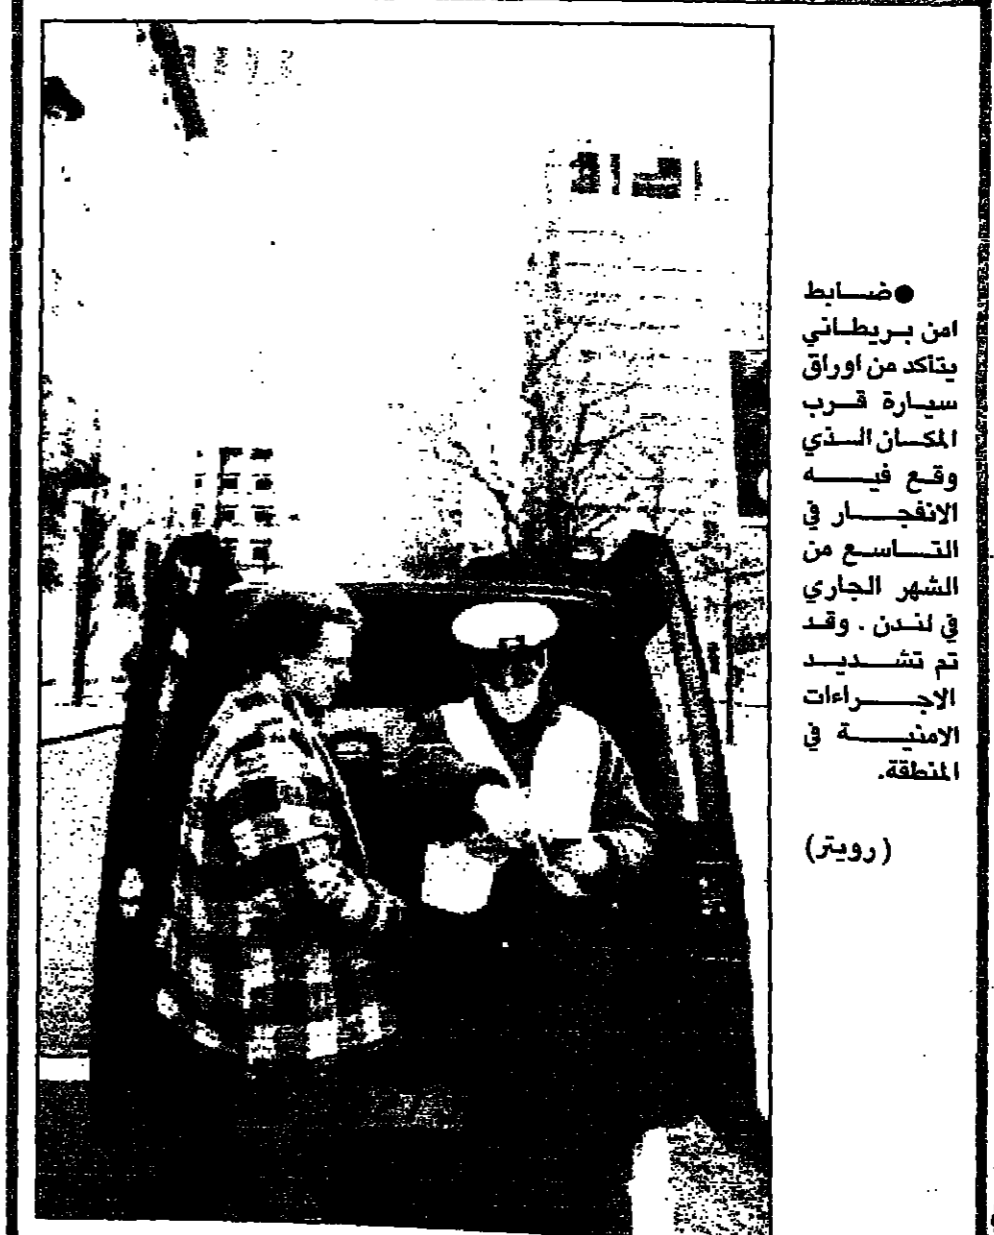 ●ضابط
امن بريطاني
يتأكد من اوراق
سيارة قرب
المكان الذي
وقع فيه
الانفجار في
التاسع من
الشهر الجاري
في لندن . وقد
تم تشديد
الاجراءات
الامنية في
المنطقة.
(رويتر)